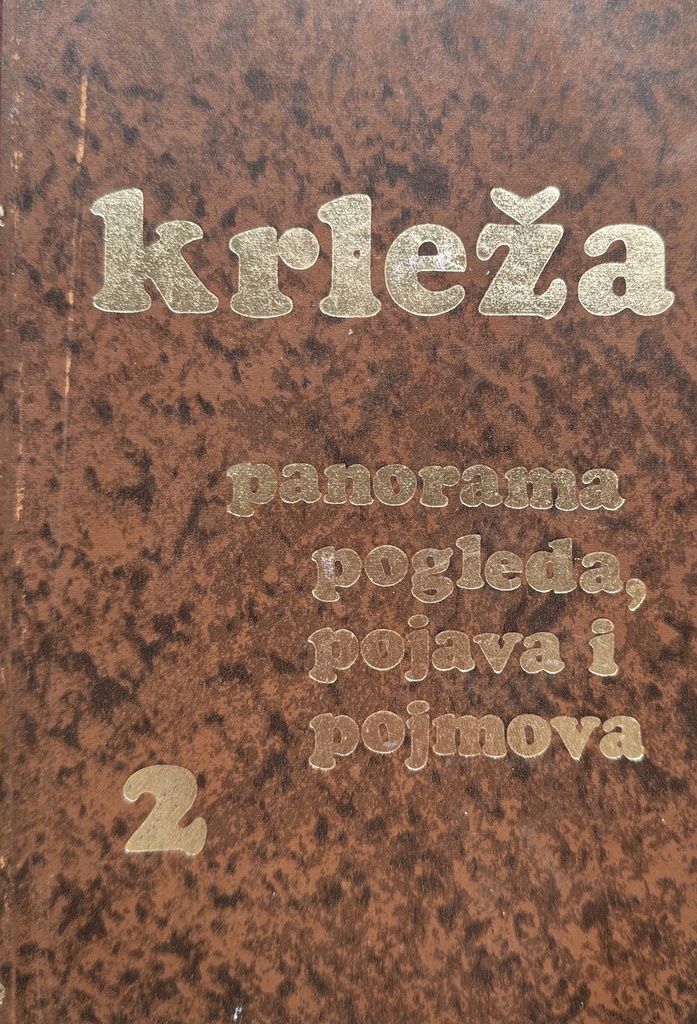 krleža
panorama
pogleda,
pojava i
pojmova
2